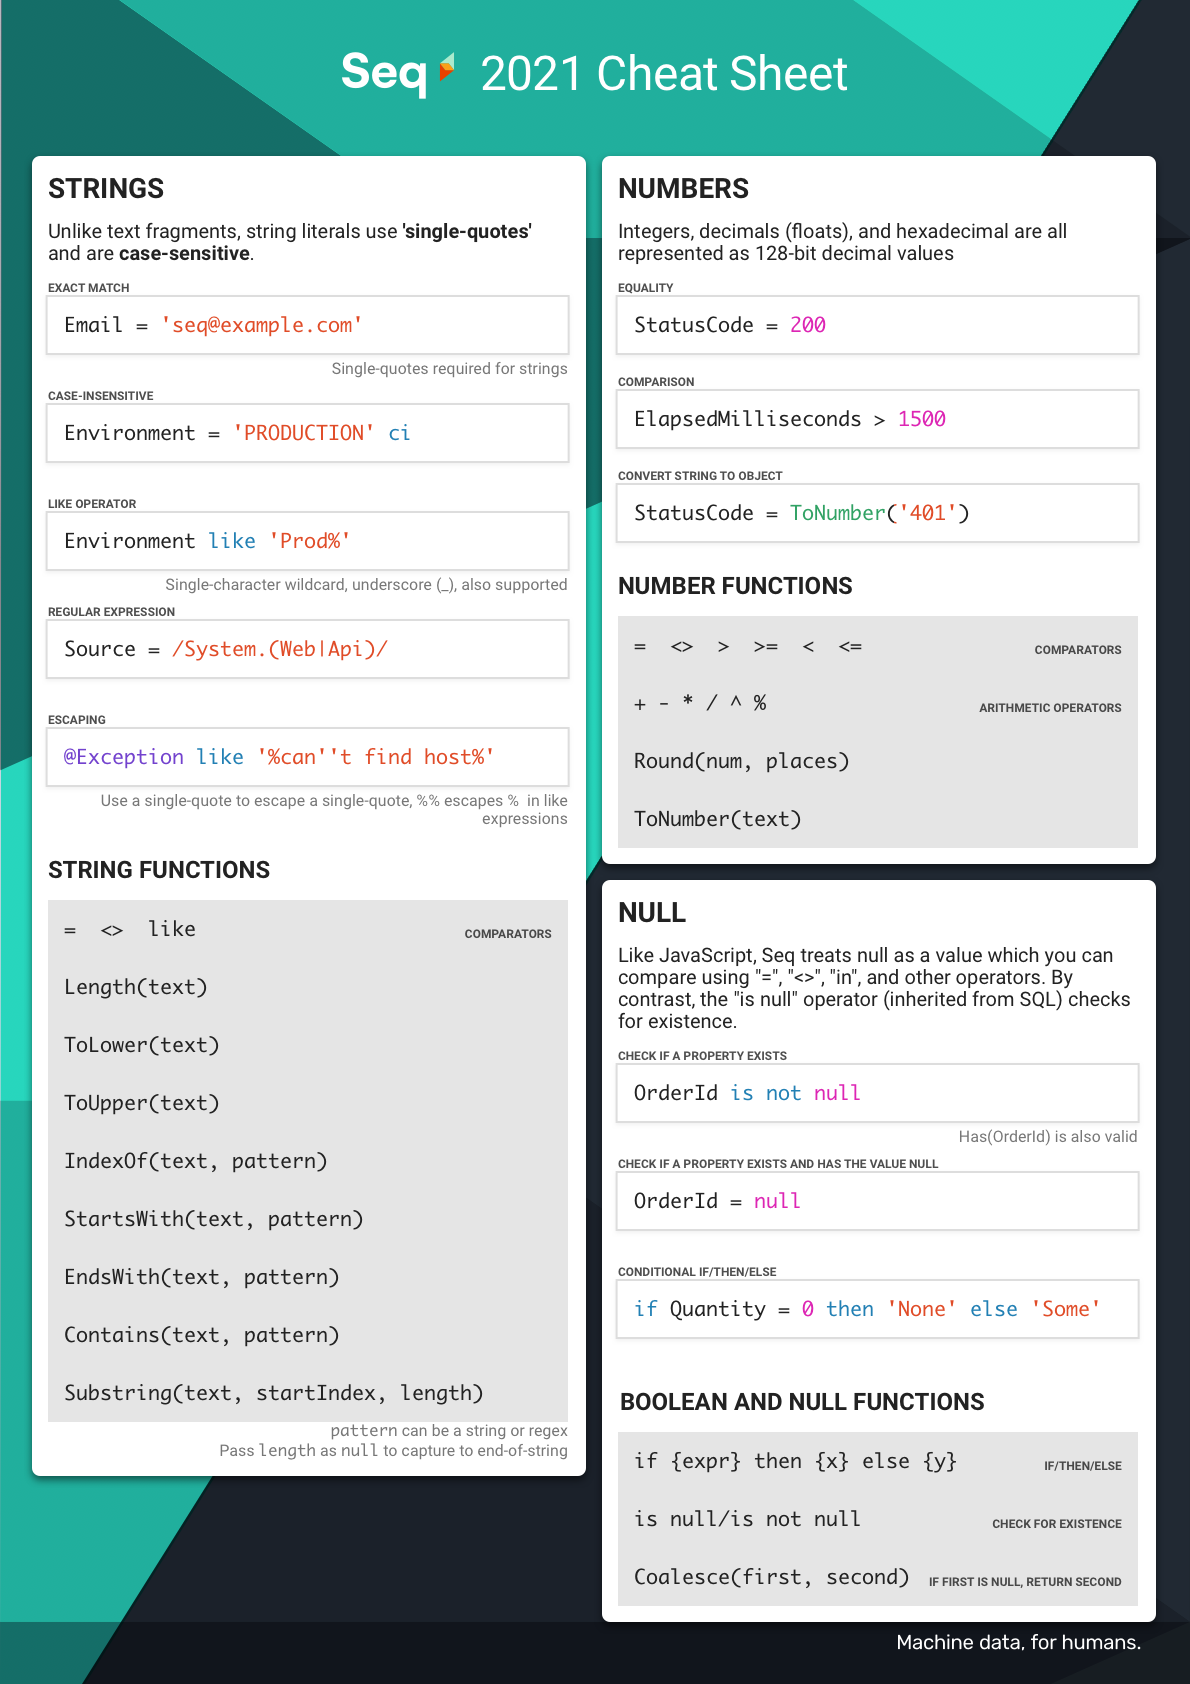 Seq 2021 Cheat Sheet
STRINGS
Unlike text fragments, string literals use 'single-quotes'
and are case-sensitive.
EXACT MATCH
Email = 'seq@example.com'
Single-quotes required for strings
CASE-INSENSITIVE
Environment = 'PRODUCTION' ci
LIKE OPERATOR
Environment like 'Prod%'
Single-character wildcard, underscore (_), also supported
REGULAR EXPRESSION
Source = /System.(Web|Api)/
ESCAPING
@Exception like '%can''t find host%'
Use a single-quote to escape a single-quote, %% escapes % in like
expressions
STRING FUNCTIONS
= <> like COMPARATORS
Length(text)
ToLower(text)
ToUpper(text)
IndexOf(text, pattern)
StartsWith(text, pattern)
EndsWith(text, pattern)
Contains(text, pattern)
Substring(text, startIndex, length)
pattern can be a string or regex
Pass length as null to capture to end-of-string
NUMBERS
Integers, decimals (floats), and hexadecimal are all
represented as 128-bit decimal values
EQUALITY
StatusCode = 200
COMPARISON
ElapsedMilliseconds > 1500
CONVERT STRING TO OBJECT
StatusCode = ToNumber('401')
NUMBER FUNCTIONS
= <> > >= < <= COMPARATORS
+ - * / ^ % ARITHMETIC OPERATORS
Round(num, places)
ToNumber(text)
NULL
Like JavaScript, Seq treats null as a value which you can
compare using "=", "<>", "in", and other operators. By
contrast, the "is null" operator (inherited from SQL) checks
for existence.
CHECK IF A PROPERTY EXISTS
OrderId is not null
Has(OrderId) is also valid
CHECK IF A PROPERTY EXISTS AND HAS THE VALUE NULL
OrderId = null
CONDITIONAL IF/THEN/ELSE
if Quantity = 0 then 'None' else 'Some'
BOOLEAN AND NULL FUNCTIONS
if {expr} then {x} else {y} IF/THEN/ELSE
is null/is not null CHECK FOR EXISTENCE
Coalesce(first, second) IF FIRST IS NULL, RETURN SECOND
Machine data, for humans.